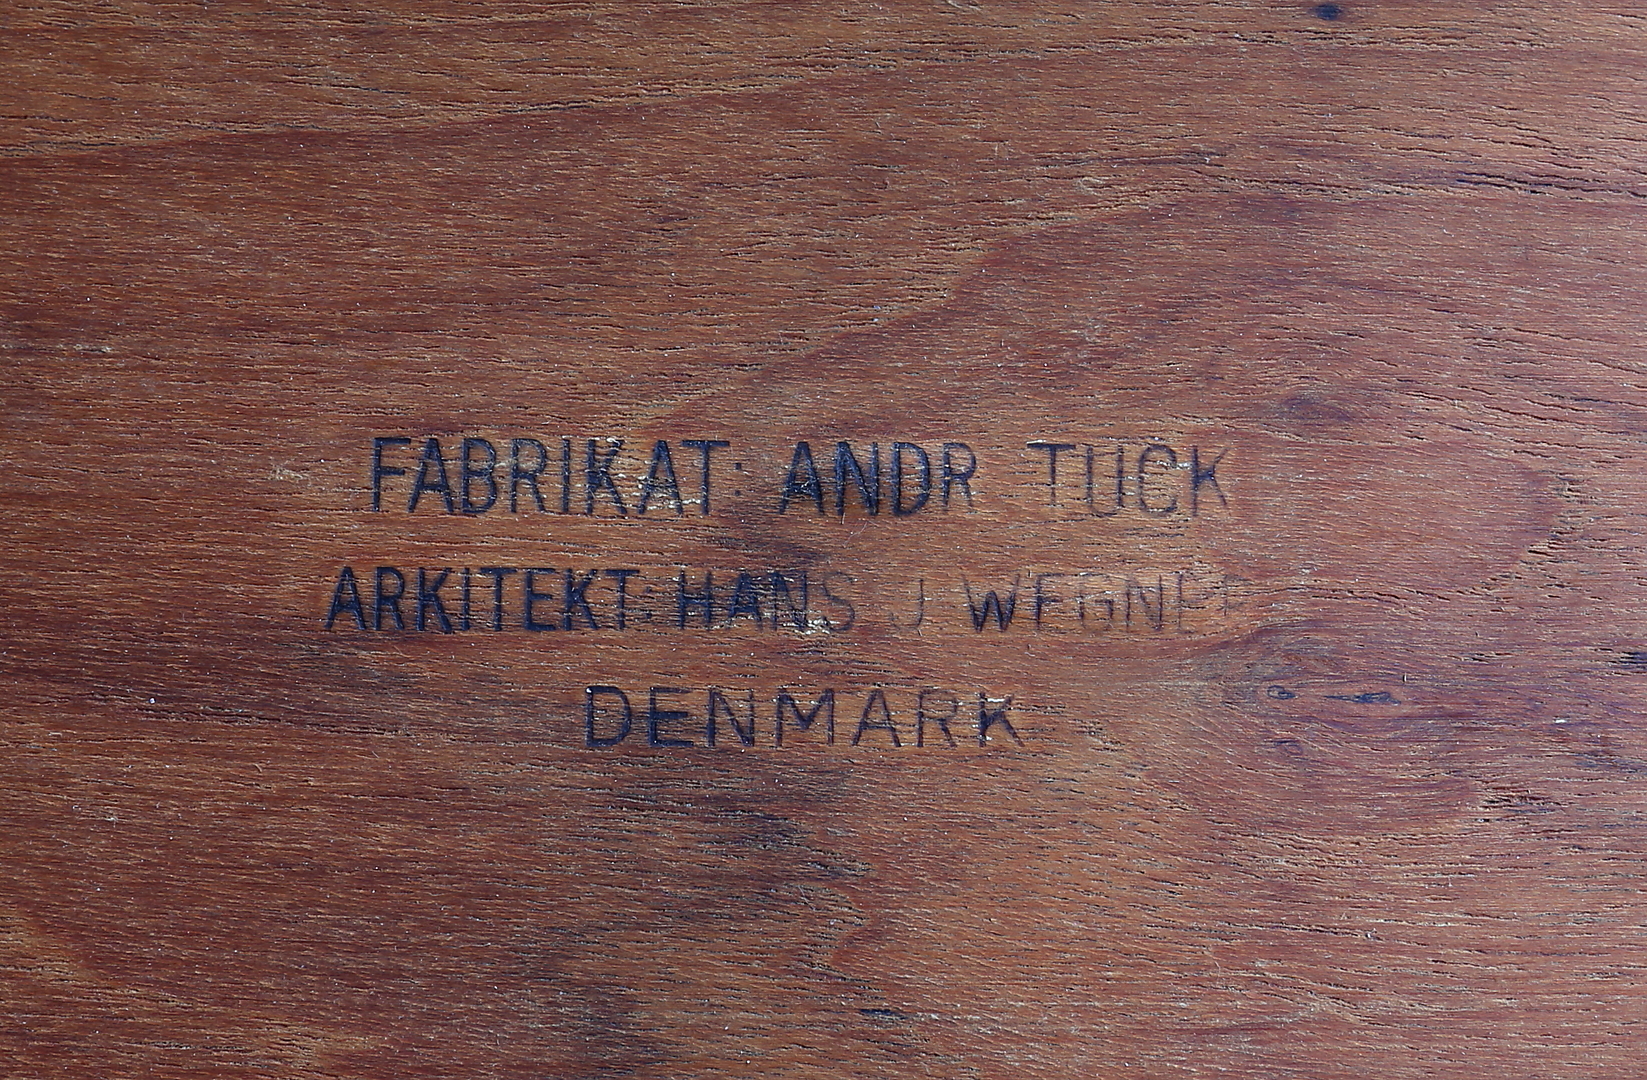 FABRIKAT: ANDR TUCK
ARKITEKT: HANS J WEGNER
DENMARK